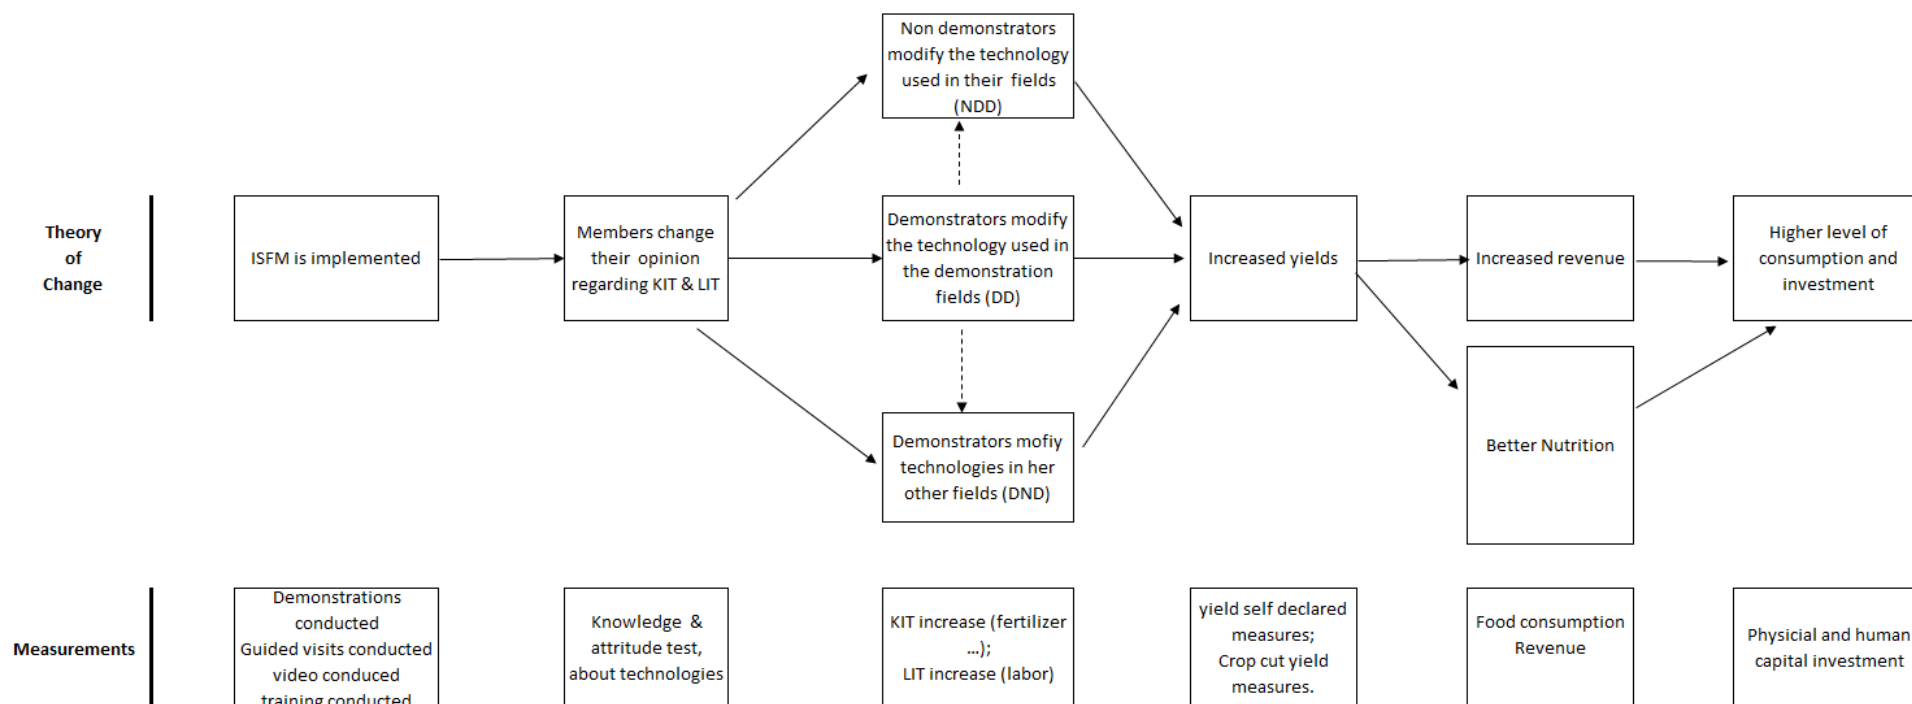 Non demonstrators
modify the technology
used in their fields
(NDD)
Theory
of
Change
ISFM is implemented
Members change
their opinion
regarding KIT & LIT
Demonstrators modify
the technology used in
the demonstration
fields (DD)
Increased yields
Increased revenue
Higher level of
consumption and
investment
Demonstrators mofiy
technologies in her
other fields (DND)
Better Nutrition
Measurements
Demonstrations
conducted
Guided visits conducted
video conduced
training conducted
Knowledge &
attritude test,
about technologies
KIT increase (fertilizer
...);
LIT increase (labor)
yield self declared
measures;
Crop cut yield
measures.
Food consumption
Revenue
Physicial and human
capital investment